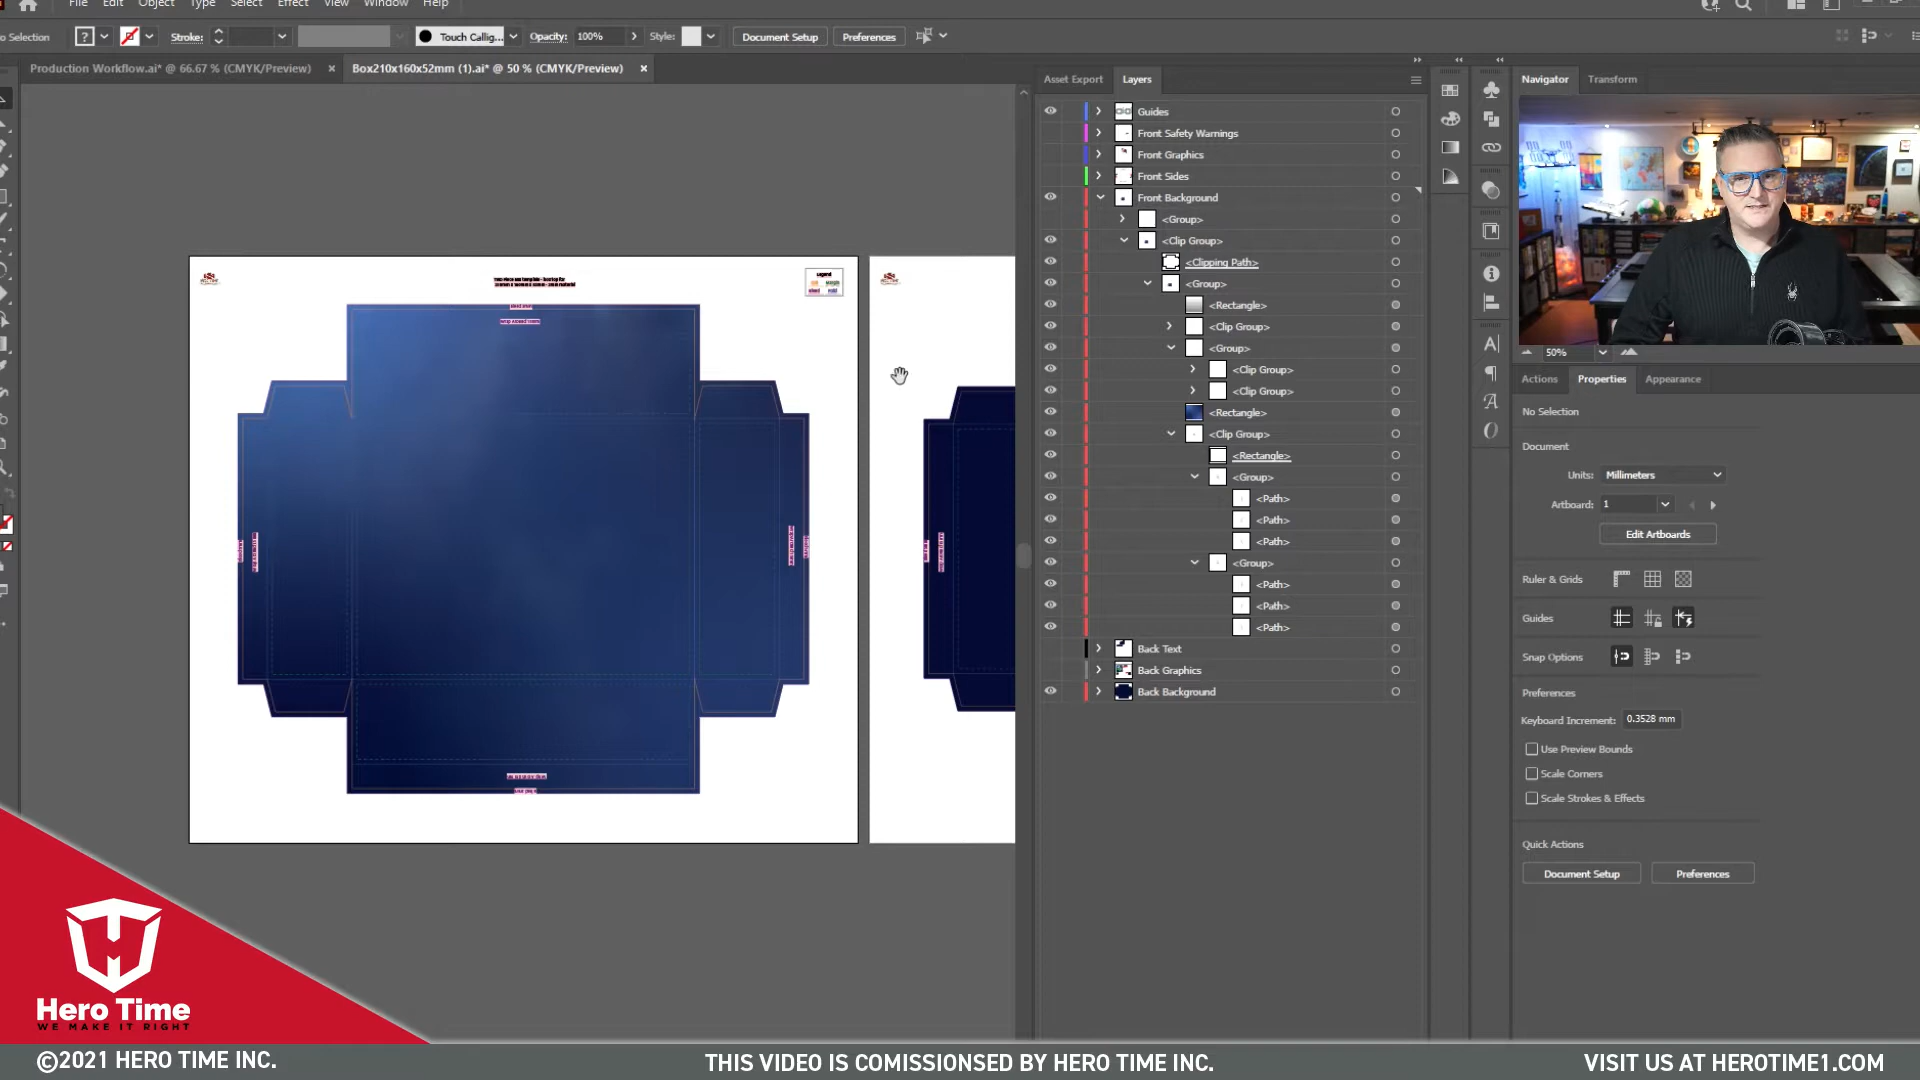 File Edit Object Type Select Effect View Window Help
Selection
Stroke:
Touch Callig...
Opacity: 100%
Style:
Document Setup
Preferences
Production Workflow.ai* @ 66.67 % (CMYK/Preview) ×
Box210x160x52mm (1).ai* @ 50 % (CMYK/Preview) ×
Asset Export
Layers
Guides
Front Safety Warnings
Front Graphics
Front Sides
Front Background
<Group>
<Clip Group>
<Clipping Path>
<Group>
<Rectangle>
<Clip Group>
<Group>
<Clip Group>
<Clip Group>
<Rectangle>
<Clip Group>
<Rectangle>
<Group>
<Path>
<Path>
<Path>
<Group>
<Path>
<Path>
<Path>
Back Text
Back Graphics
Back Background
Legend
Navigator
Transform
50%
Actions
Properties
Appearance
No Selection
Document
Units: Millimeters
Artboard: 1
Edit Artboards
Ruler & Grids
Guides
Snap Options
Preferences
Keyboard Increment: 0.3528 mm
Use Preview Bounds
Scale Corners
Scale Strokes & Effects
Quick Actions
Document Setup
Preferences
Hero Time
WE MAKE IT RIGHT
©2021 HERO TIME INC.
THIS VIDEO IS COMISSIONSED BY HERO TIME INC.
VISIT US AT HEROTIME1.COM